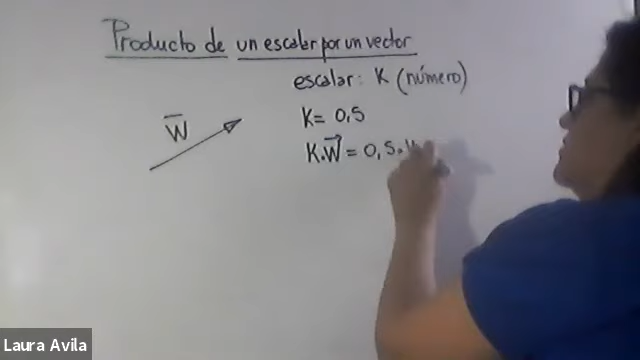 Producto de un escalar por un vector
escalar: K (número)
W
K = 0,5
K.W = 0,5.
Laura Avila